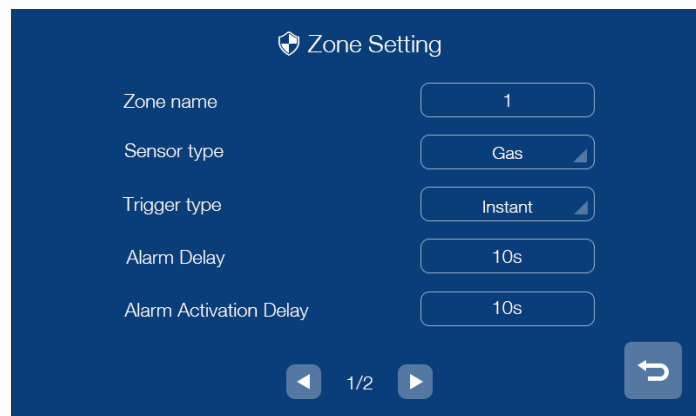 Zone Setting
Zone name 1
Sensor type Gas
Trigger type Instant
Alarm Delay 10s
Alarm Activation Delay 10s
1/2